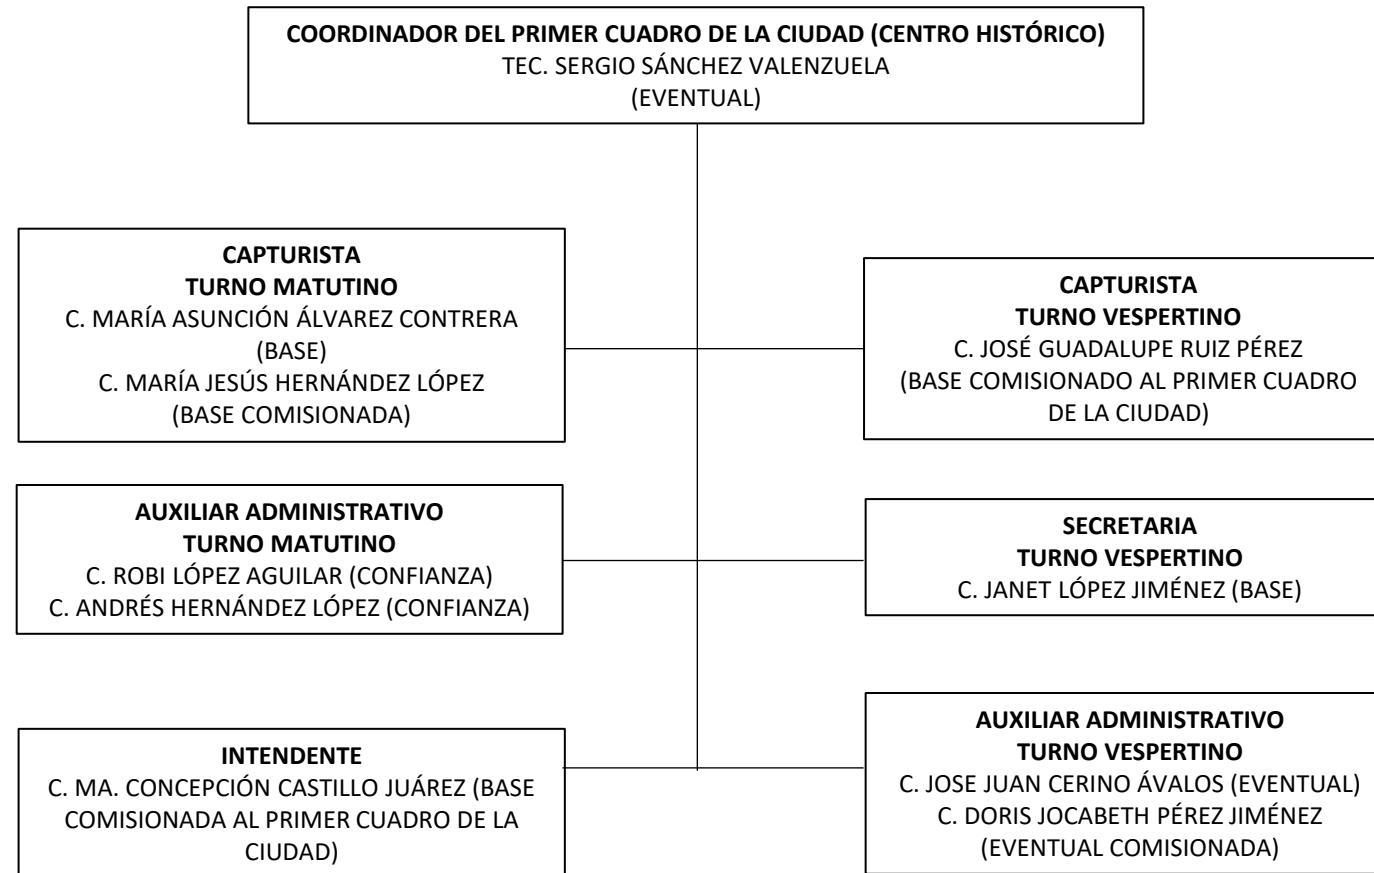 COORDINADOR DEL PRIMER CUADRO DE LA CIUDAD (CENTRO HISTÓRICO)
TEC. SERGIO SÁNCHEZ VALENZUELA
(EVENTUAL)
CAPTURISTA
TURNO MATUTINO
C. MARÍA ASUNCIÓN ÁLVAREZ CONTRERA
(BASE)
C. MARÍA JESÚS HERNÁNDEZ LÓPEZ
(BASE COMISIONADA)
CAPTURISTA
TURNO VESPERTINO
C. JOSÉ GUADALUPE RUIZ PÉREZ
(BASE COMISIONADO AL PRIMER CUADRO
DE LA CIUDAD)
AUXILIAR ADMINISTRATIVO
TURNO MATUTINO
C. ROBI LÓPEZ AGUILAR (CONFIANZA)
C. ANDRÉS HERNÁNDEZ LÓPEZ (CONFIANZA)
SECRETARIA
TURNO VESPERTINO
C. JANET LÓPEZ JIMÉNEZ (BASE)
INTENDENTE
C. MA. CONCEPCIÓN CASTILLO JUÁREZ (BASE
COMISIONADA AL PRIMER CUADRO DE LA
CIUDAD)
AUXILIAR ADMINISTRATIVO
TURNO VESPERTINO
C. JOSE JUAN CERINO ÁVALOS (EVENTUAL)
C. DORIS JOCABETH PÉREZ JIMÉNEZ
(EVENTUAL COMISIONADA)